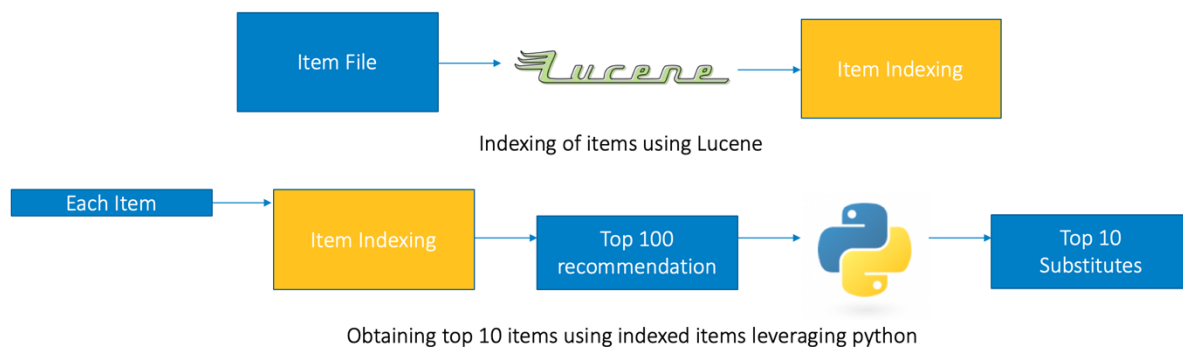 Item File
Lucene
Item Indexing
Indexing of items using Lucene
Each Item
Item Indexing
Top 100
recommendation
Top 10
Substitutes
Obtaining top 10 items using indexed items leveraging python